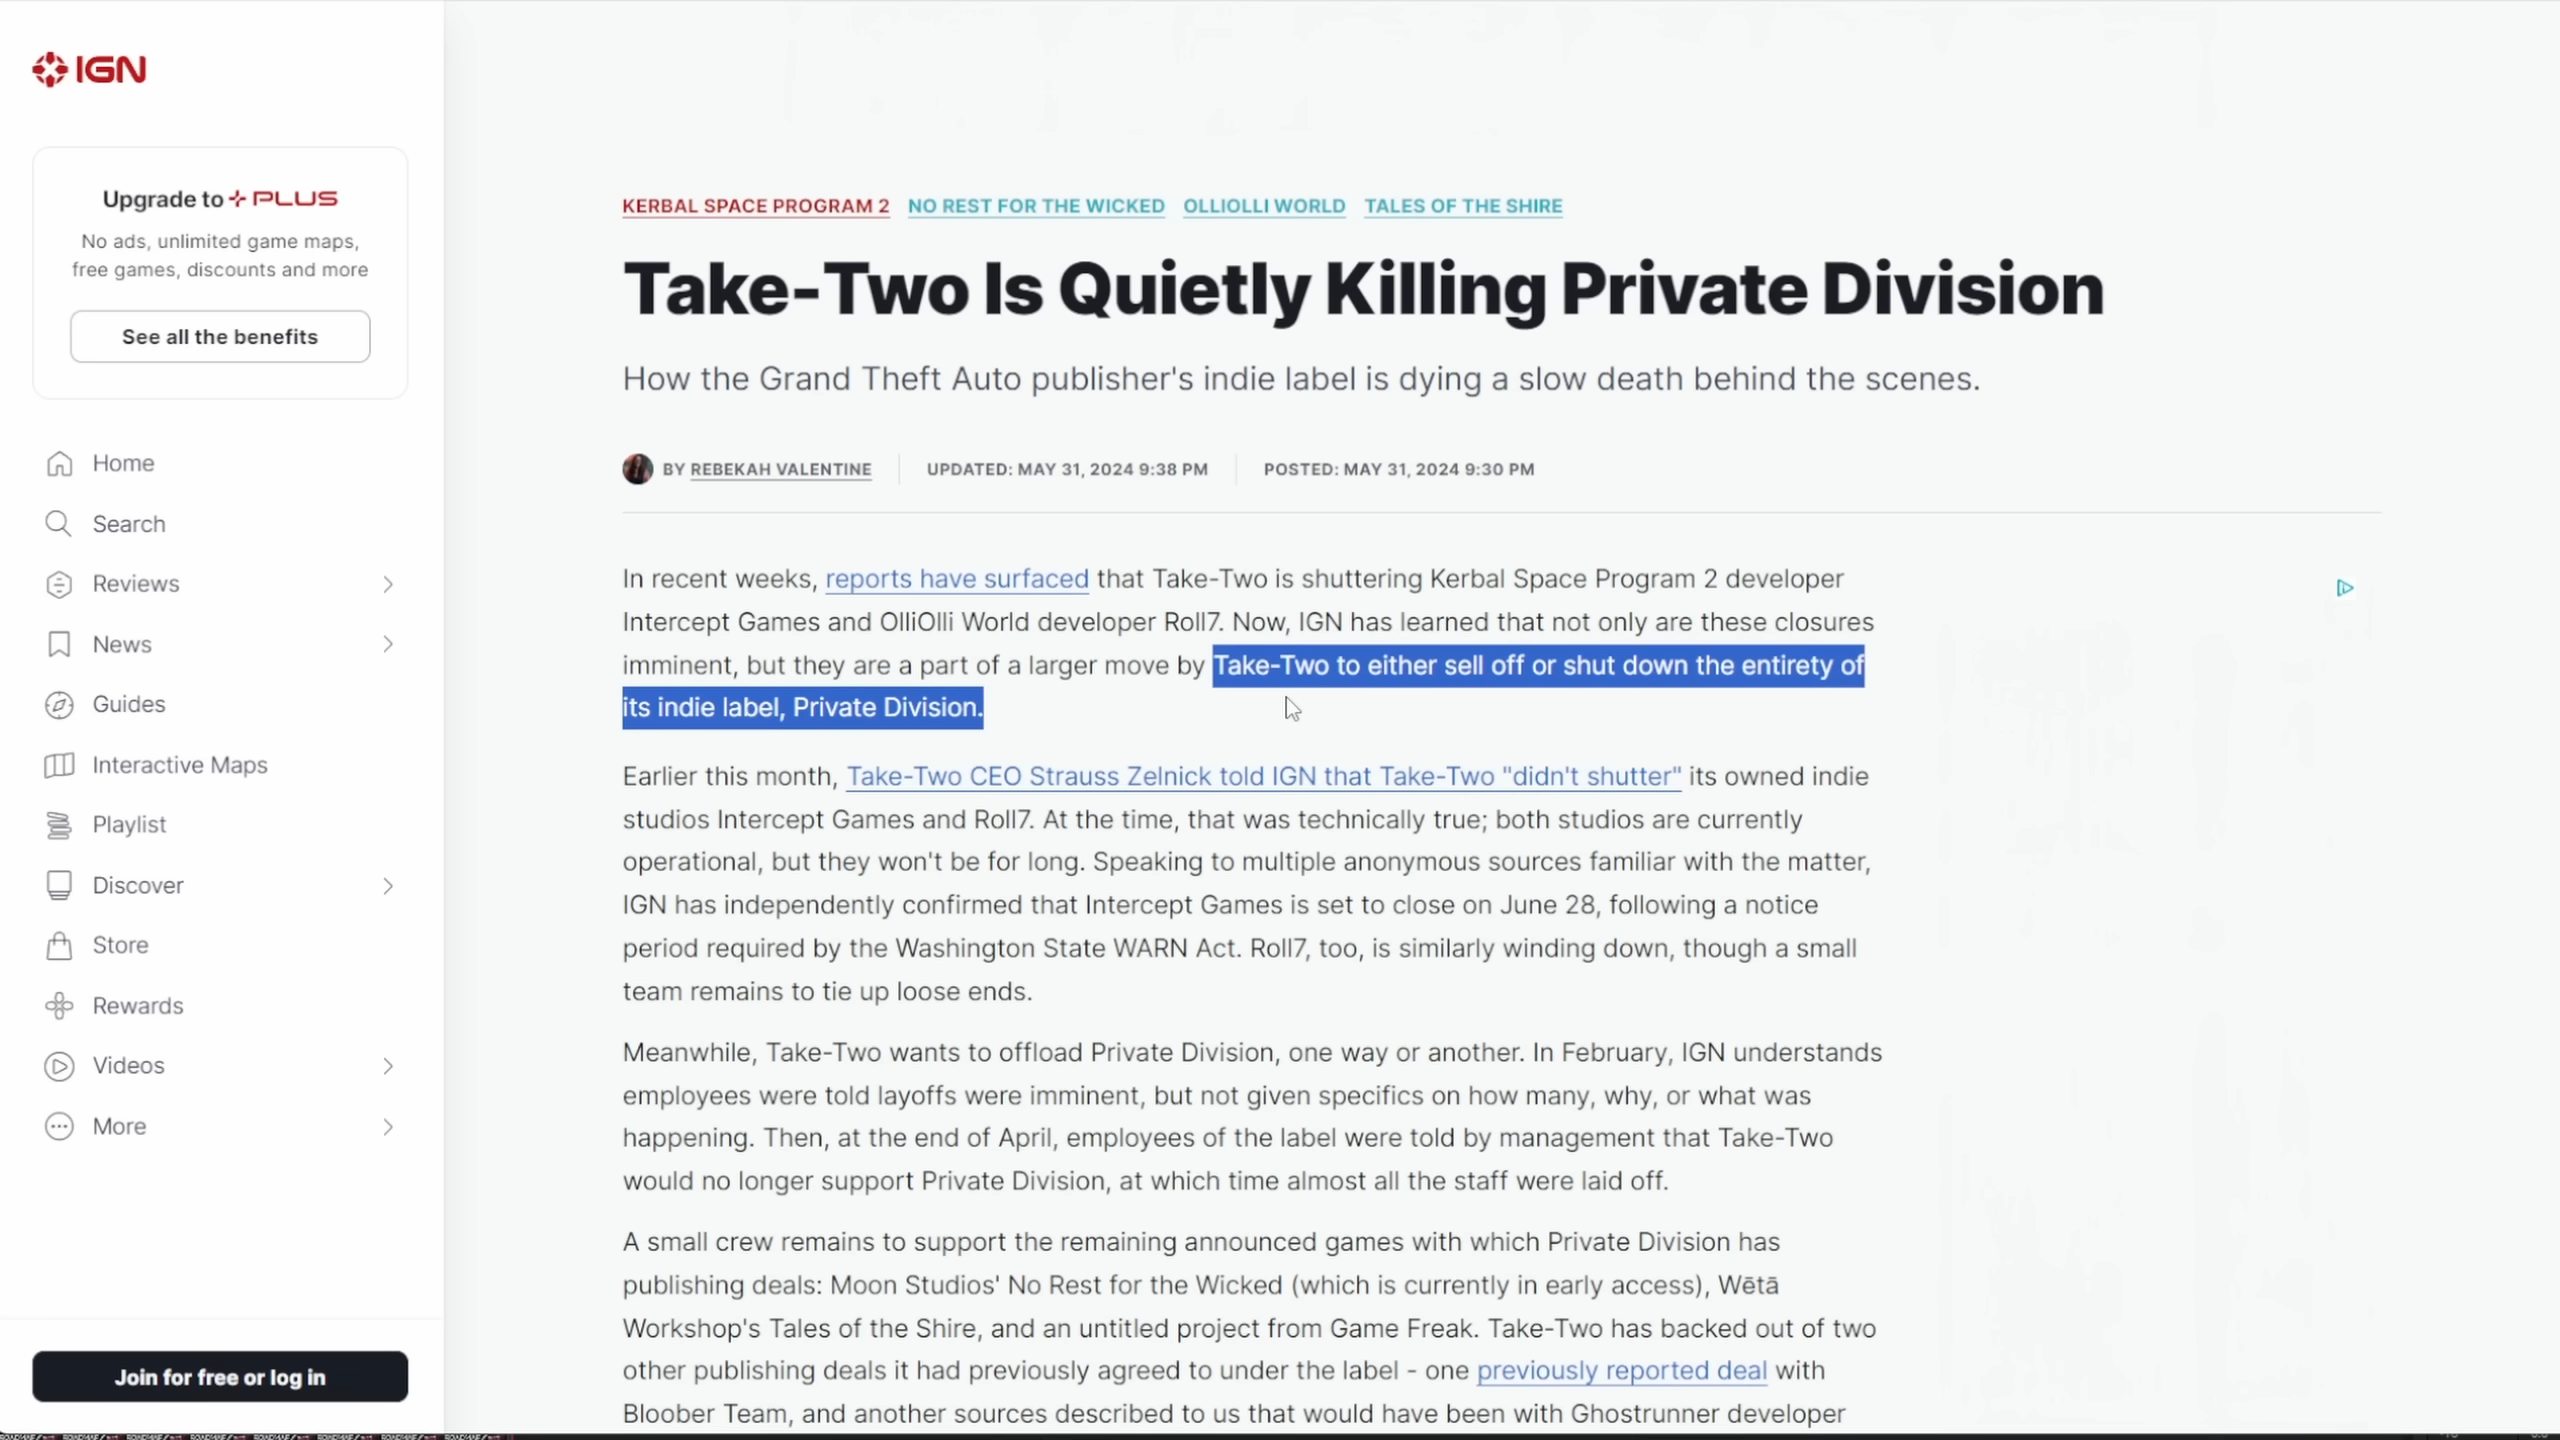 IGN
Upgrade to + PLUS
No ads, unlimited game maps,
free games, discounts and more
See all the benefits
Home
Search
Reviews
News
Guides
Interactive Maps
Playlist
Discover
Store
Rewards
Videos
More
Join for free or log in
KERBAL SPACE PROGRAM 2 NO REST FOR THE WICKED OLLIOLLI WORLD TALES OF THE SHIRE
Take-Two Is Quietly Killing Private Division
How the Grand Theft Auto publisher's indie label is dying a slow death behind the scenes.
BY REBEKAH VALENTINE UPDATED: MAY 31, 2024 9:38 PM POSTED: MAY 31, 2024 9:30 PM
In recent weeks, reports have surfaced that Take-Two is shuttering Kerbal Space Program 2 developer
Intercept Games and OlliOlli World developer Roll7. Now, IGN has learned that not only are these closures
imminent, but they are a part of a larger move by Take-Two to either sell off or shut down the entirety of
its indie label, Private Division.
Earlier this month, Take-Two CEO Strauss Zelnick told IGN that Take-Two "didn't shutter" its owned indie
studios Intercept Games and Roll7. At the time, that was technically true; both studios are currently
operational, but they won't be for long. Speaking to multiple anonymous sources familiar with the matter,
IGN has independently confirmed that Intercept Games is set to close on June 28, following a notice
period required by the Washington State WARN Act. Roll7, too, is similarly winding down, though a small
team remains to tie up loose ends.
Meanwhile, Take-Two wants to offload Private Division, one way or another. In February, IGN understands
employees were told layoffs were imminent, but not given specifics on how many, why, or what was
happening. Then, at the end of April, employees of the label were told by management that Take-Two
would no longer support Private Division, at which time almost all the staff were laid off.
A small crew remains to support the remaining announced games with which Private Division has
publishing deals: Moon Studios' No Rest for the Wicked (which is currently in early access), Wētā
Workshop's Tales of the Shire, and an untitled project from Game Freak. Take-Two has backed out of two
other publishing deals it had previously agreed to under the label - one previously reported deal with
Bloober Team, and another sources described to us that would have been with Ghostrunner developer